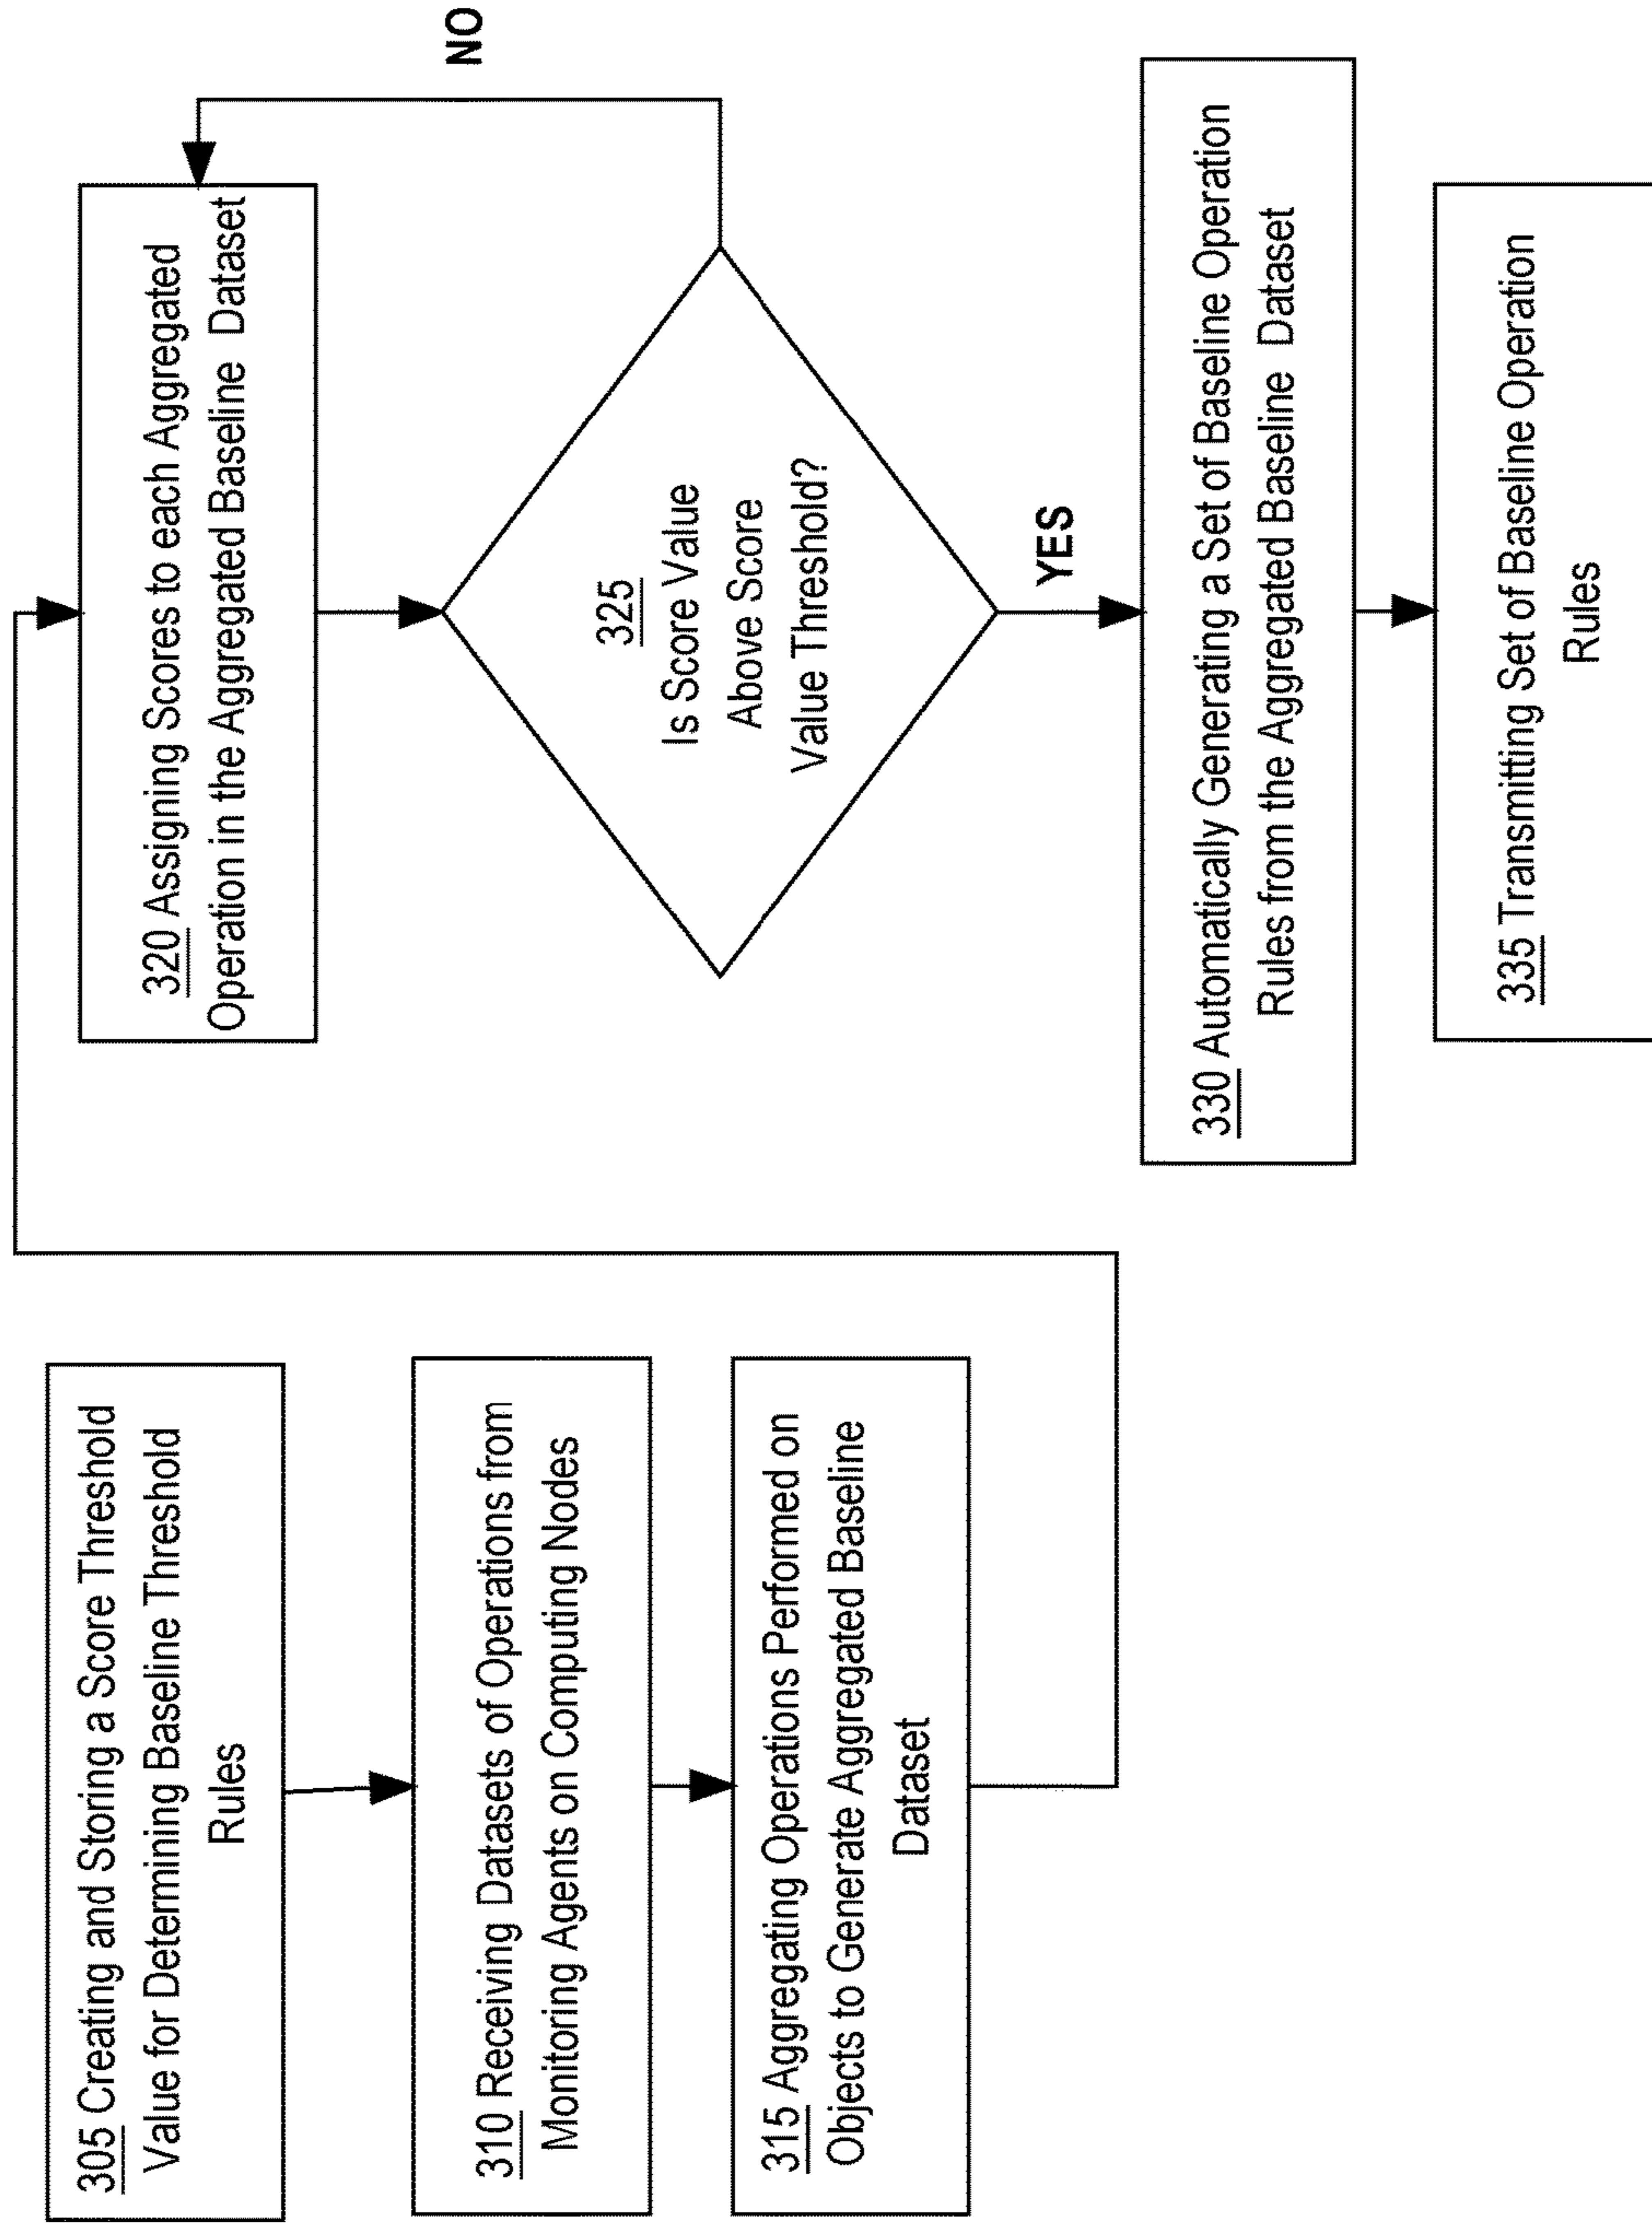 305 Creating and Storing a Score Threshold
Value for Determining Baseline Threshold
Rules
310 Receiving Datasets of Operations from
Monitoring Agents on Computing Nodes
315 Aggregating Operations Performed on
Objects to Generate Aggregated Baseline
Dataset
320 Assigning Scores to each Aggregated
Operation in the Aggregated Baseline Dataset
325
Is Score Value
Above Score
Value Threshold?
NO
YES
330 Automatically Generating a Set of Baseline Operation
Rules from the Aggregated Baseline Dataset
335 Transmitting Set of Baseline Operation
Rules